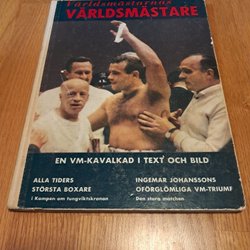 Världsmästarnas
VÄRLDSMÄSTARE
EN VM-KAVALKAD I TEXT OCH BILD
ALLA TIDERS
STÖRSTA BOXARE
i Kampen om tungviktskronan
INGEMAR JOHANSSONS
OFÖRGLÖMLIGA VM-TRIUMF
Den stora matchen